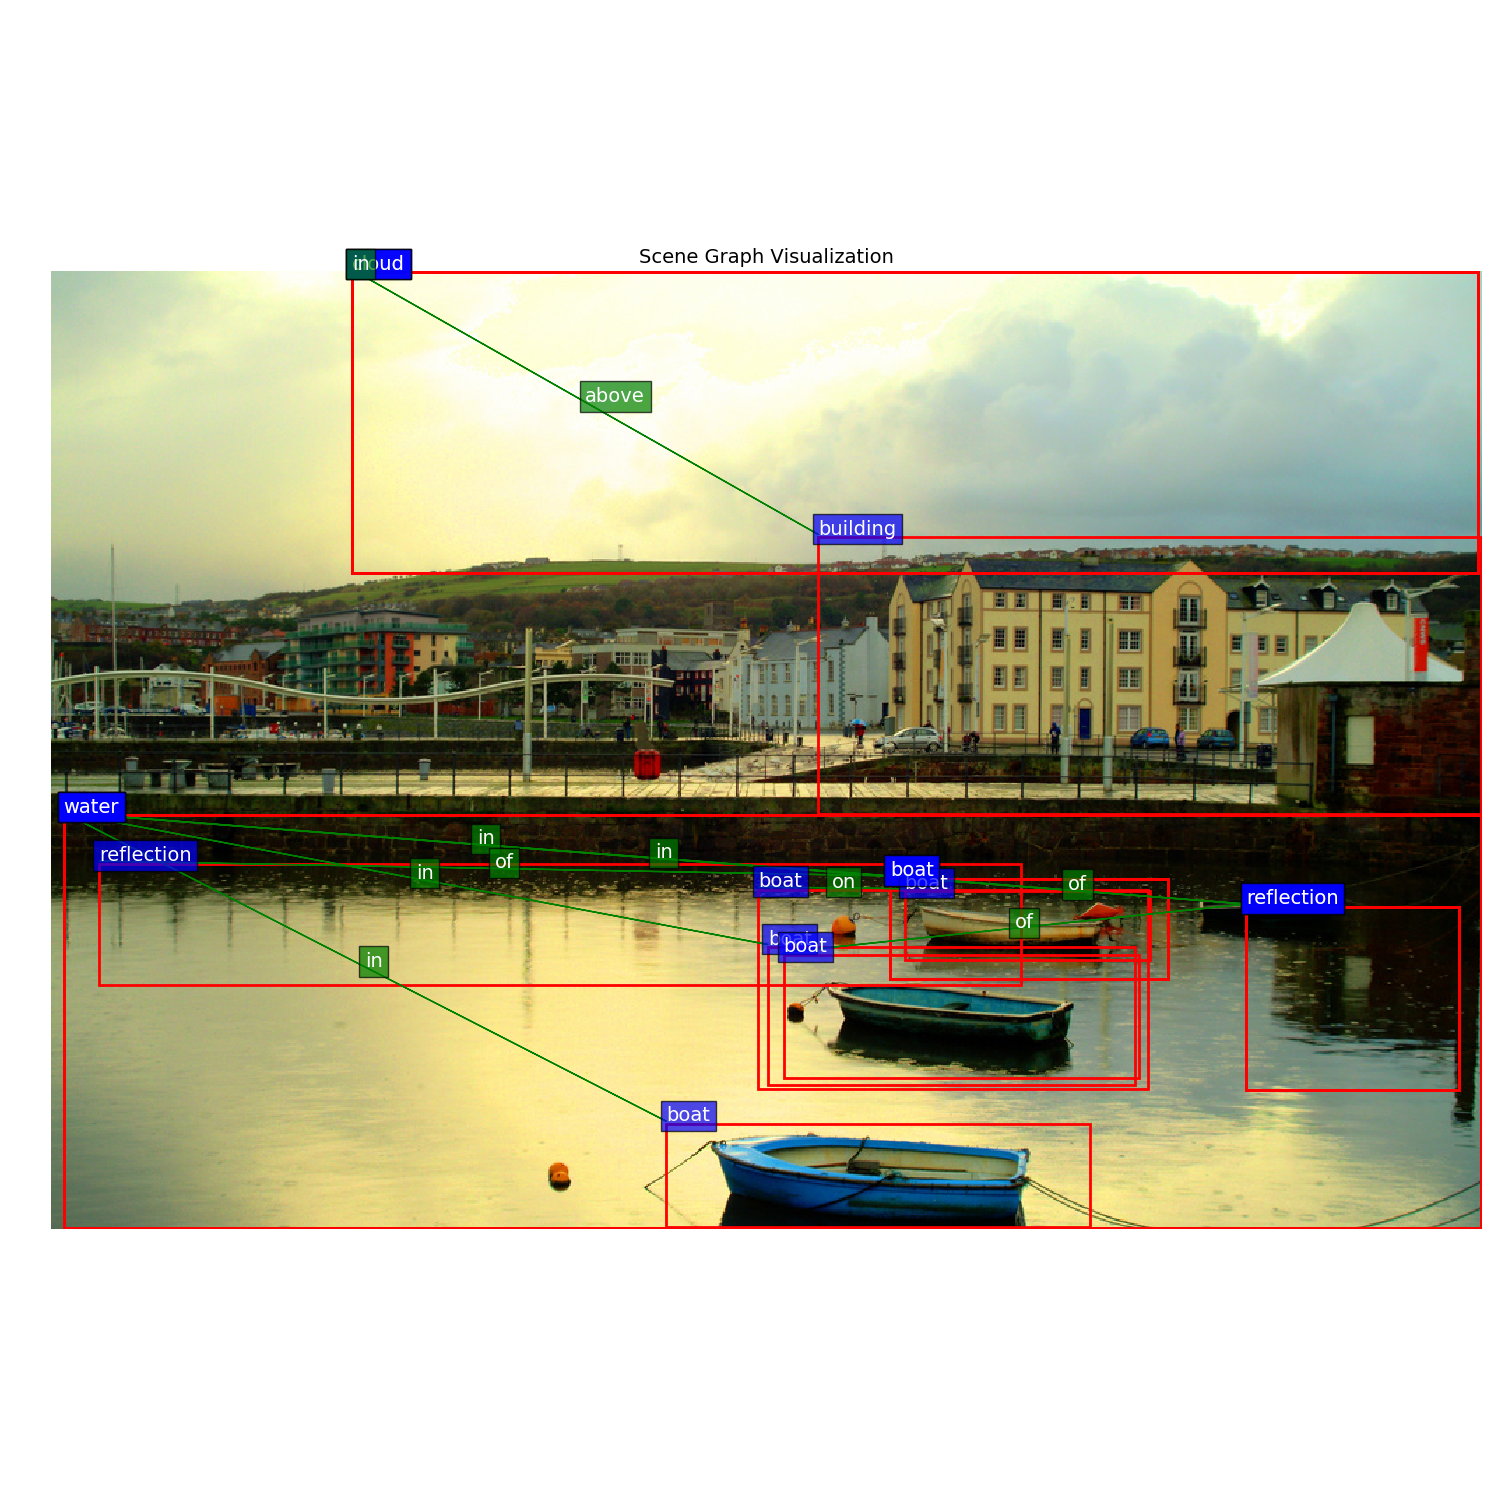 Scene Graph Visualization
cloud
in
above
building
water
in
in
of
reflection
in
boat
boat
boat
on
of
reflection
of
boat
boat
in
boat